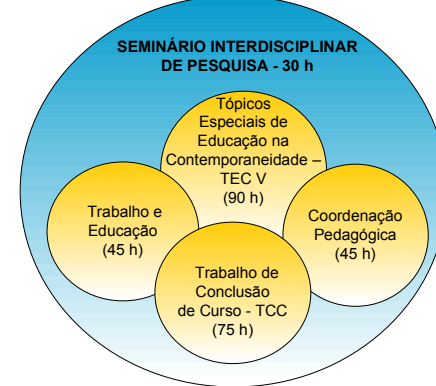 SEMINÁRIO INTERDISCIPLINAR
DE PESQUISA - 30 h
Tópicos
Especiais de
Educação na
Contemporaneidade –
TEC V
(90 h)
Trabalho e
Educação
(45 h)
Coordenação
Pedagógica
(45 h)
Trabalho de
Conclusão
de Curso - TCC
(75 h)